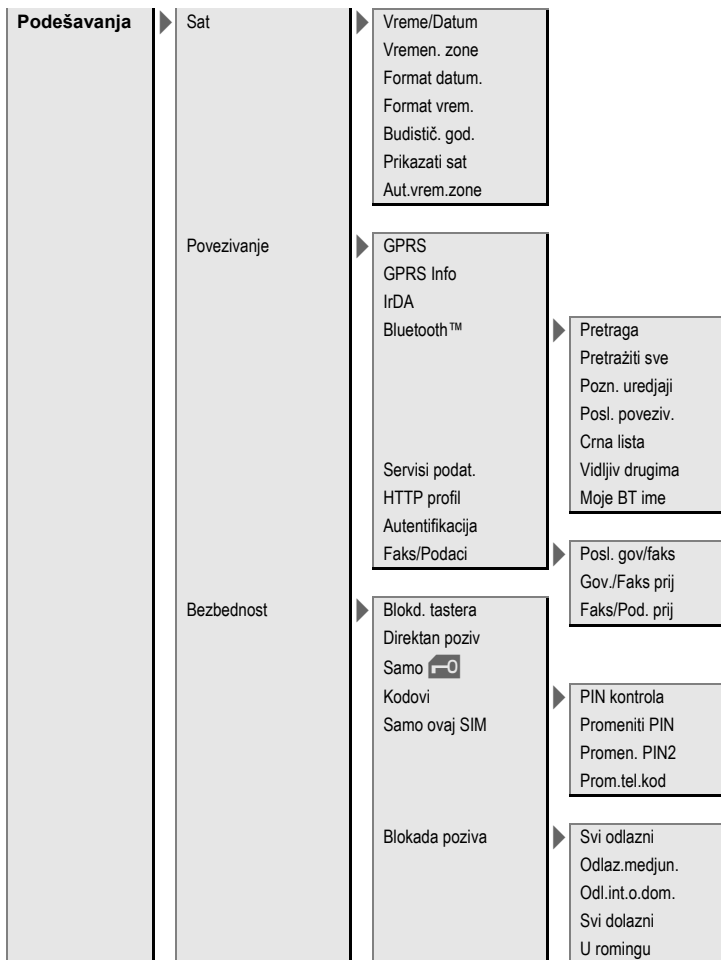 Podešavanja
Sat
Vreme/Datum
Vremen. zone
Format datum.
Format vrem.
Budistič. god.
Prikazati sat
Aut.vrem.zone
Povezivanje
GPRS
GPRS Info
IrDA
Bluetooth™
Pretraga
Pretražiti sve
Pozn. uredjaji
Posl. poveziv.
Crna lista
Vidljiv drugima
Moje BT ime
Servisi podat.
HTTP profil
Autentifikacija
Faks/Podaci
Posl. gov/faks
Gov./Faks prij
Faks/Pod. prij
Bezbednost
Blokd. tastera
Direktan poziv
Samo
Kodovi
PIN kontrola
Promeniti PIN
Promen. PIN2
Prom.tel.kod
Samo ovaj SIM
Blokada poziva
Svi odlazni
Odlaz.medjun.
Odl.int.o.dom.
Svi dolazni
U romingu